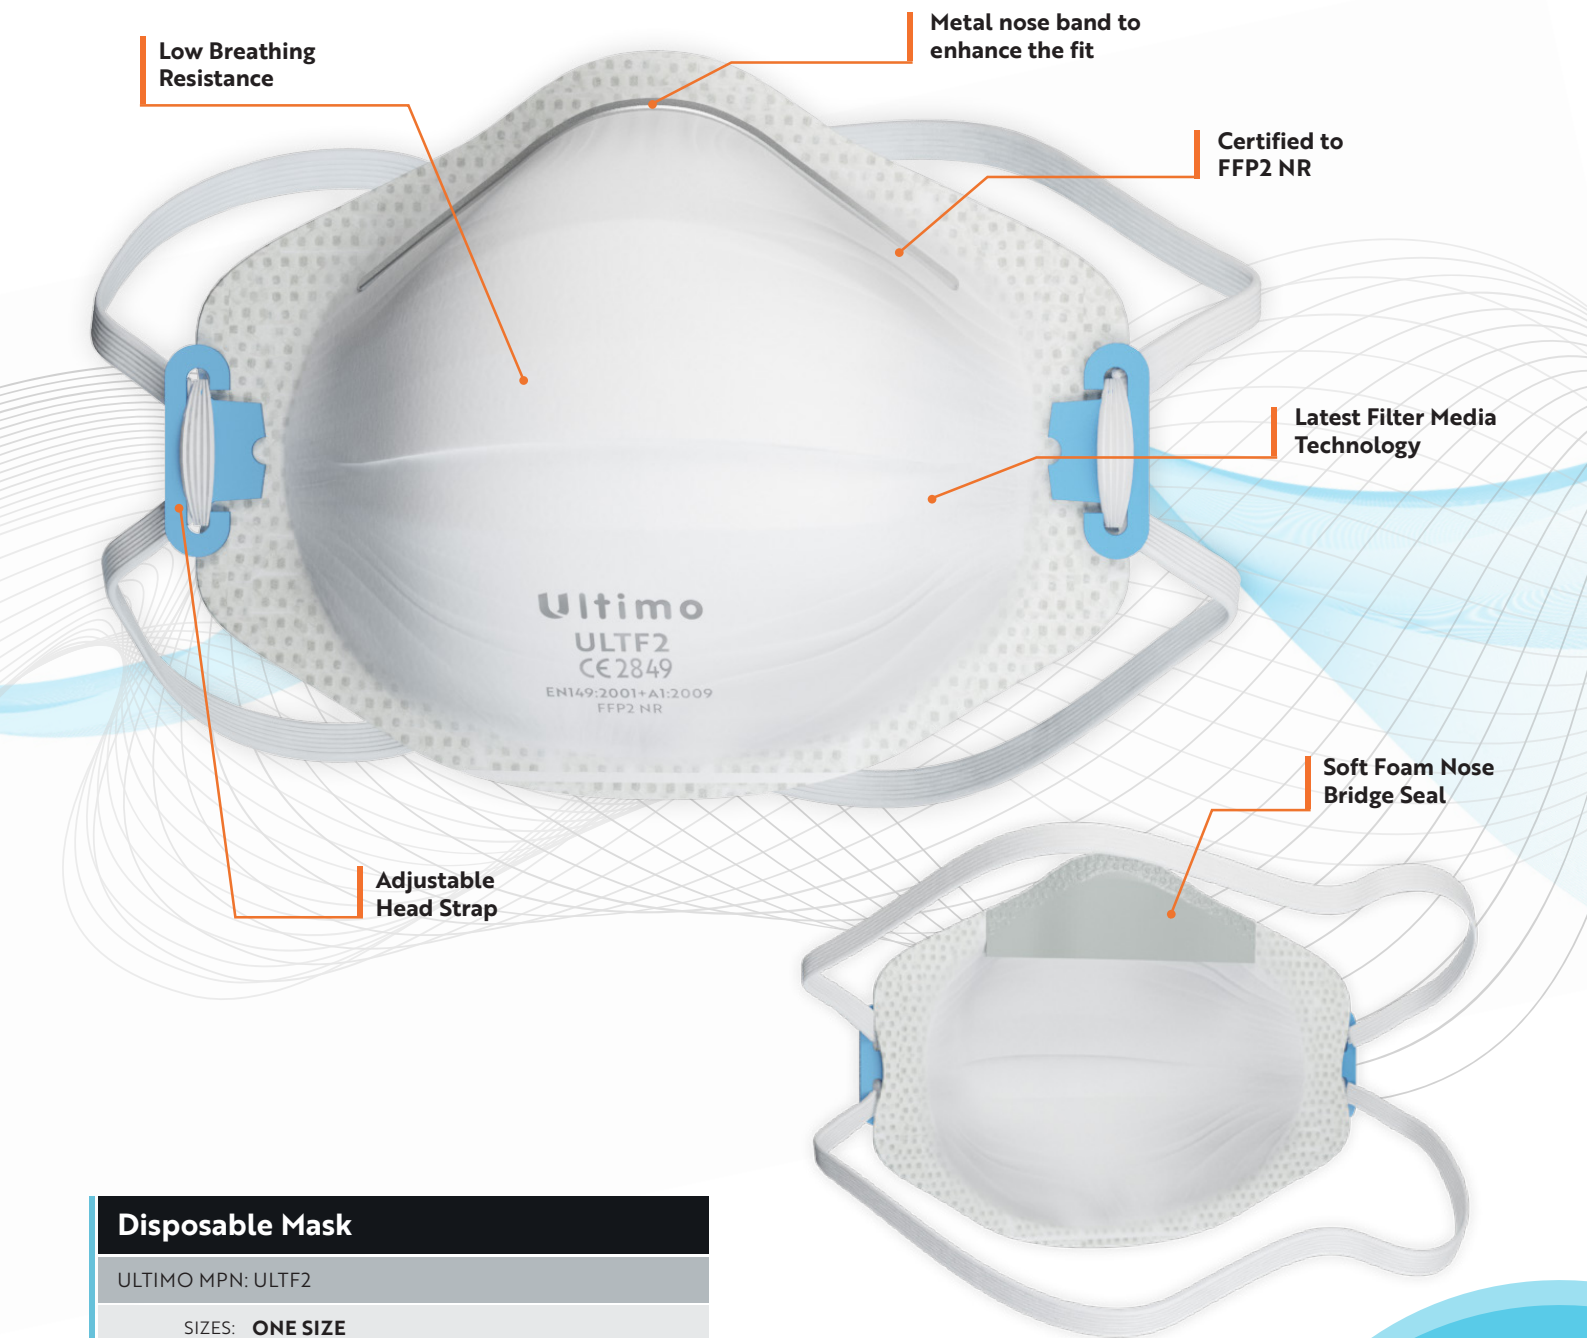 Low Breathing
Resistance
Metal nose band to
enhance the fit
Certified to
FFP2 NR
Latest Filter Media
Technology
Ultimo
ULTF2
CE2849
EN149:2001+A1:2009
FFP2 NR
Soft Foam Nose
Bridge Seal
Adjustable
Head Strap
Disposable Mask
ULTIMO MPN: ULTF2
SIZES: ONE SIZE